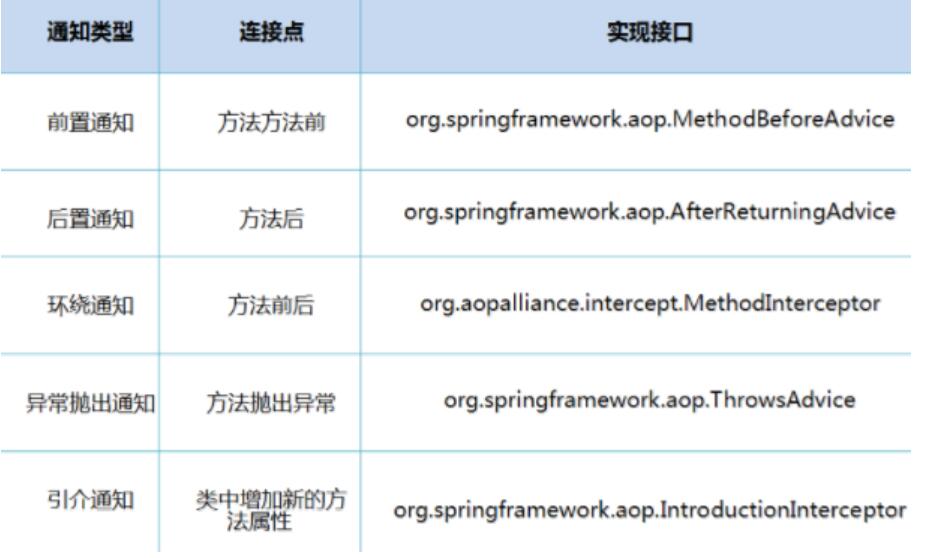 通知类型 连接点 实现接口
前置通知 方法方法前 org.springframework.aop.MethodBeforeAdvice
后置通知 方法后 org.springframework.aop.AfterReturningAdvice
环绕通知 方法前后 org.aopalliance.intercept.MethodInterceptor
异常抛出通知 方法抛出异常 org.springframework.aop.ThrowsAdvice
引介通知 类中增加新的方
法属性 org.springframework.aop.IntroductionInterceptor